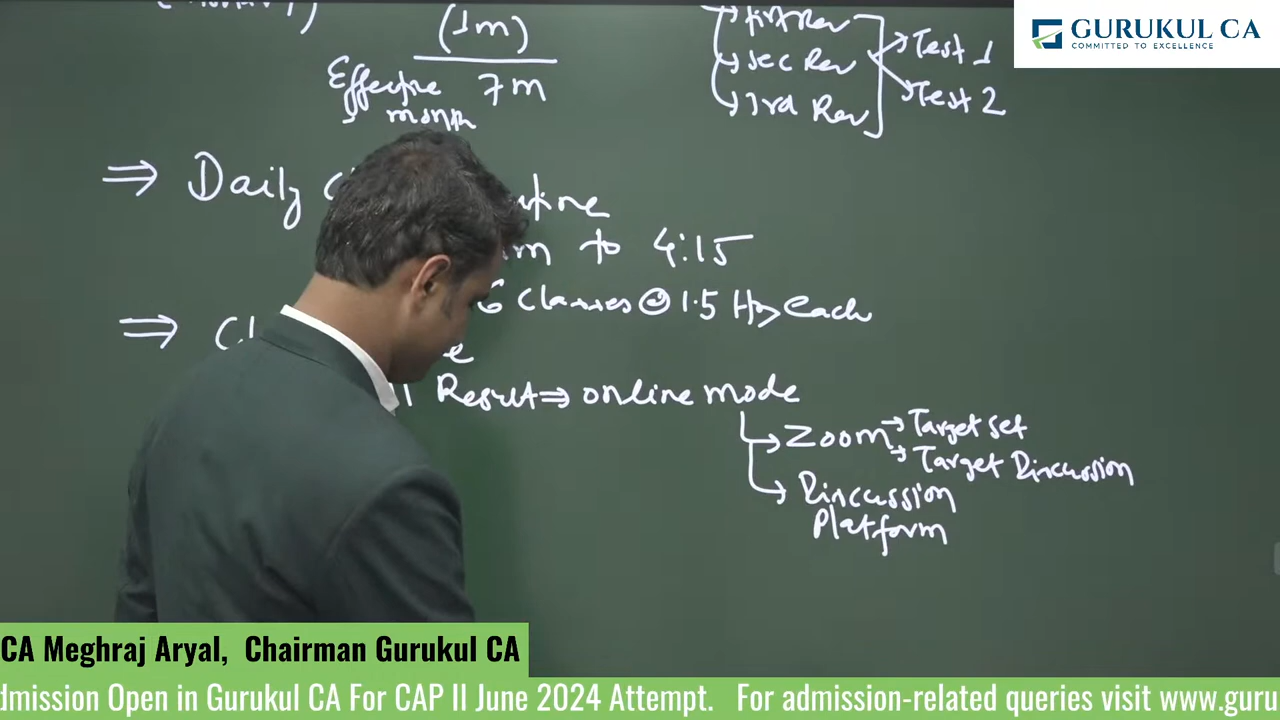 (1m)
Effective 7m
month
First Rev
Sec Rev
3rd Rev
Test 1
Test 2
GURUKUL CA
COMMITTED TO EXCELLENCE
⇒ Daily
to 4:15
6 Classes @ 1.5 Hrs each
⇒
Result ⇒ online mode
Zoom → Target set
→ Target Discussion
Discussion
Platform
CA Meghraj Aryal, Chairman Gurukul CA
dmission Open in Gurukul CA For CAP II June 2024 Attempt. For admission-related queries visit www.guru